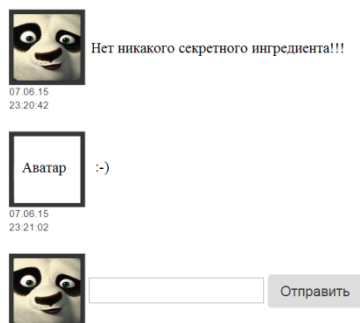 Нет никакого секретного ингредиента!!!
07.06.15
23:20:42
Аватар :-)
07.06.15
23:21:02
Отправить